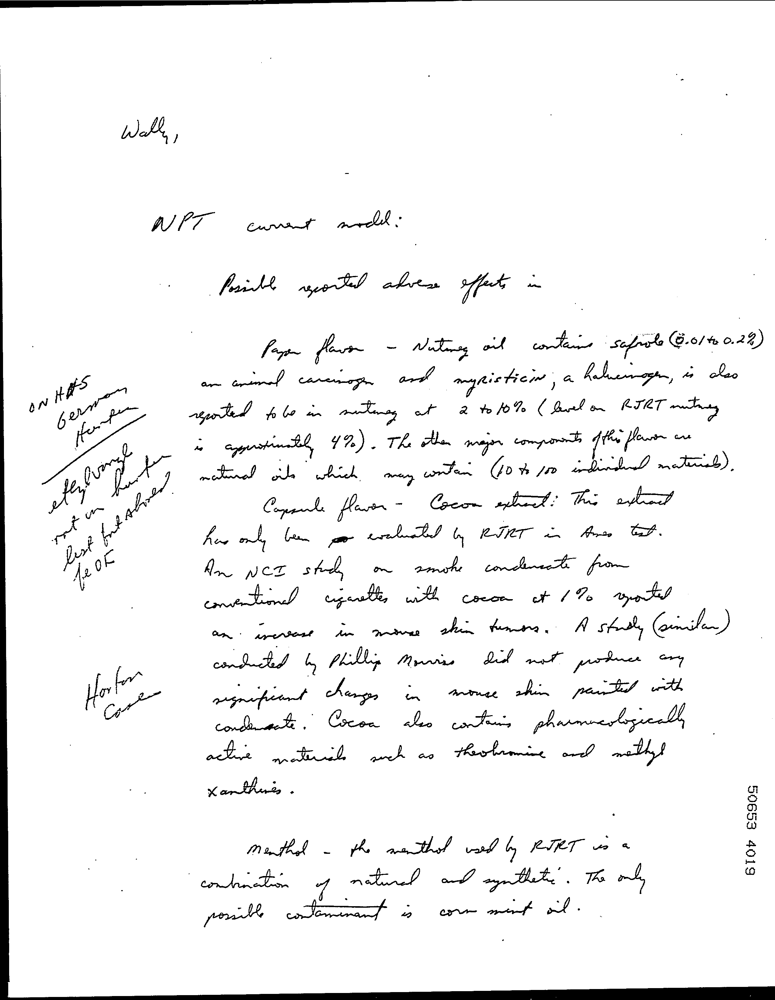 Wally,
NPT current model:
Possible reported adverse effects in
Paper flavor - Nutmeg oil contains safrole (0.01 to 0.2%)
an animal carcinogen and myristicin, a halucinogen, is also
reported to be in nutmeg at 2 to 10% (level on RJRT nutmeg
is approximately 4%). The other major components of this flavor are
natural oils which may contain (10 to 100 individual materials).
Capsule flavor - Cocoa extract: This extract
has only been evaluated by RJRT in Ames test.
An NCI study on smoke condensate from
conventional cigarettes with cocoa at 1% reported
an increase in mouse skin tumors. A study (similar)
conducted by Phillip Morris did not produce any
significant changes in mouse skin painted with
condensate. Cocoa also contains pharmacologically
active materials such as theobromine and methyl
xanthines.
Menthol - the menthol used by RJRT is a
combination of natural and synthetic. The only
possible contaminant is corn mint oil.
ON
German
Hunter
not in hunter
list but should
be OK
Horton
Case
50653 4019